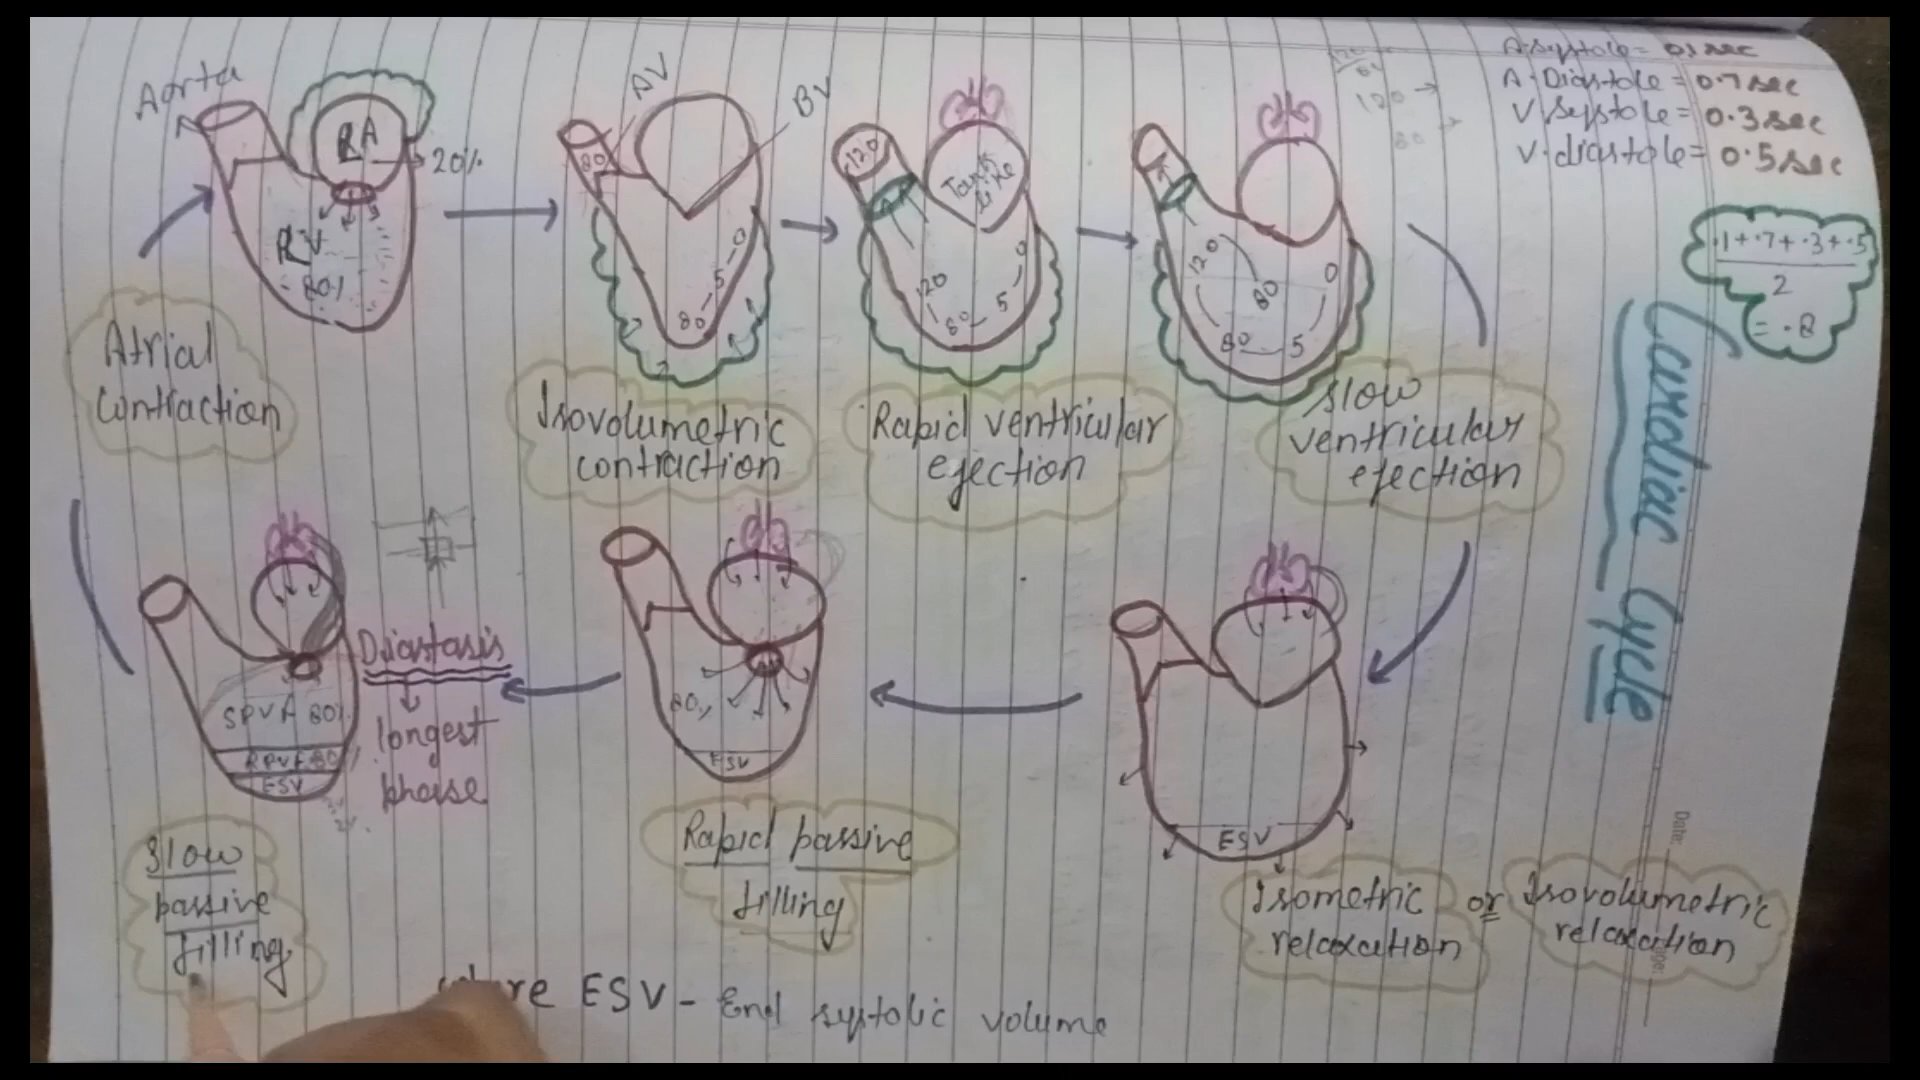 Aorta
LA
20%
LV
80%
Atrial
contraction
AV
BV
80
0
5
80
Isovolumetric
contraction
120
Tank
like
120
80
5
0
Rapid ventricular
ejection
120
80
80
5
0
Slow
ventricular
ejection
120
80
A systole = 0.1 sec
A. Diastole = 0.7 sec
V systole = 0.3 sec
V. diastole = 0.5 sec
.1+.7+.3+.5
2
= .8
Cardiac Cycle
ESV
Isometric or Isovolumetric
relaxation relaxation
80%
ESV
Rapid passive
filling
Diastasis
longest
phase
80%
ESV
Slow
passive
filling
ESV - End systolic volume
Date: